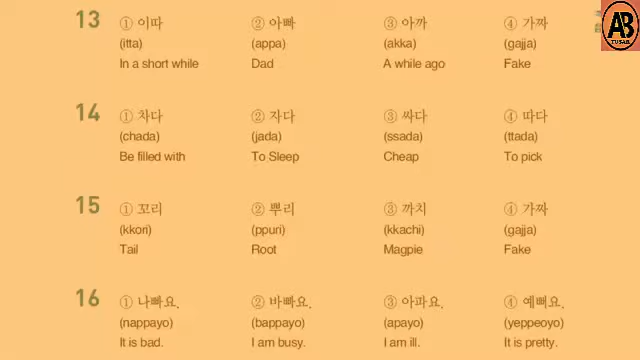 13 ① 이따 ② 아빠 ③ 아까 ④ 가짜
(itta) (appa) (akka) (gajja)
In a short while Dad A while ago Fake
14 ① 차다 ② 자다 ③ 싸다 ④ 따다
(chada) (jada) (ssada) (ttada)
Be filled with To Sleep Cheap To pick
15 ① 꼬리 ② 뿌리 ③ 까치 ④ 가짜
(kkori) (ppuri) (kkachi) (gajja)
Tail Root Magpie Fake
16 ① 나빠요. ② 바빠요. ③ 아파요. ④ 예뻐요.
(nappayo) (bappayo) (apayo) (yeppeoyo)
It is bad. I am busy. I am ill. It is pretty.
AB